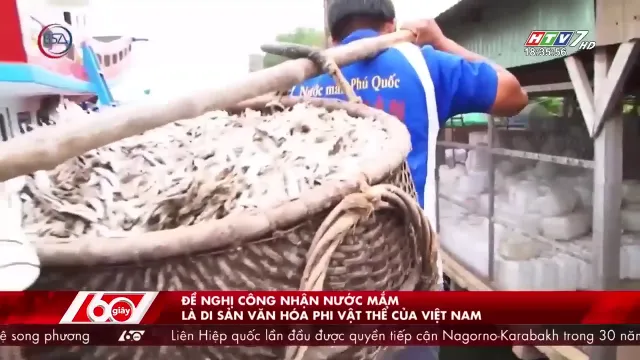 BSA
HTV7 HD
18:35:56
Nước mắm Phú Quốc
60 giây
ĐỀ NGHỊ CÔNG NHẬN NƯỚC MẮM
LÀ DI SẢN VĂN HÓA PHI VẬT THỂ CỦA VIỆT NAM
ệ song phương
Liên Hiệp quốc lần đầu được quyền tiếp cận Nagorno-Karabakh trong 30 nă